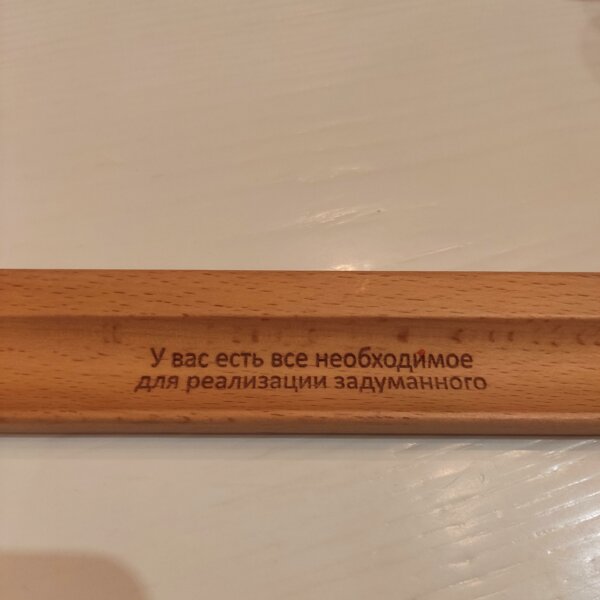 У вас есть все необходимое
для реализации задуманного